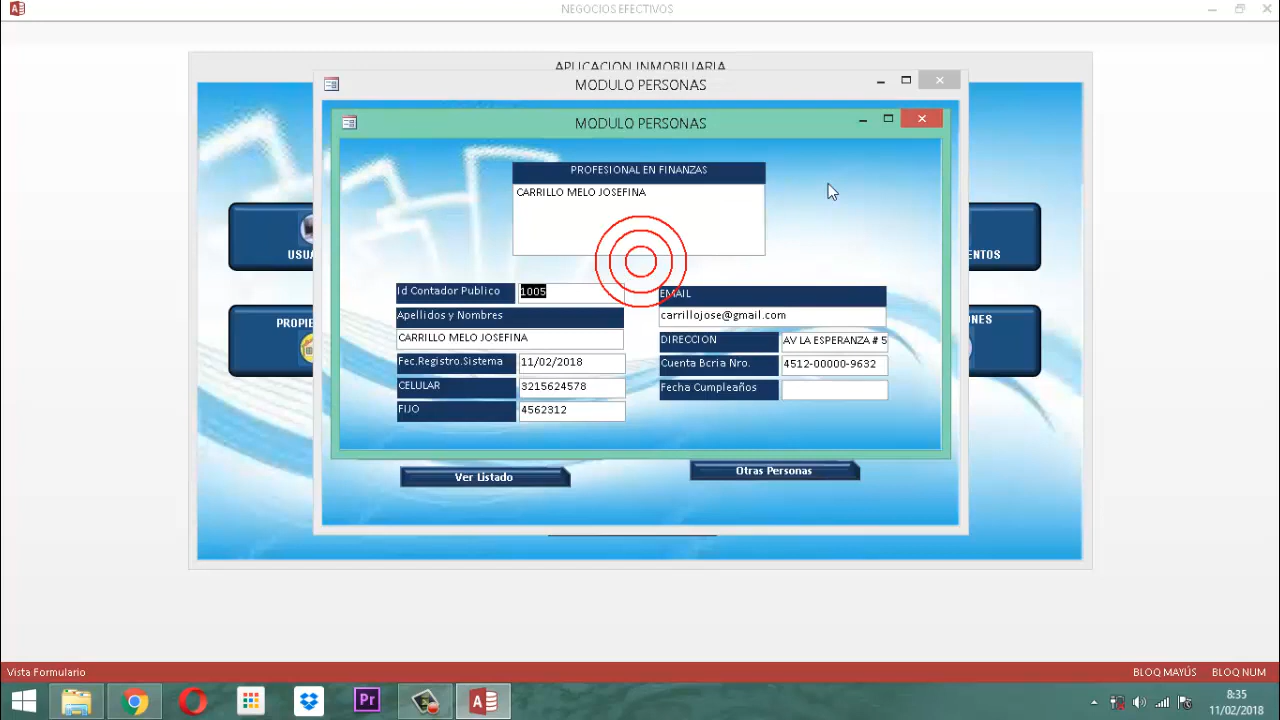 NEGOCIOS EFECTIVOS
APLICACION INMOBILIARIA
MODULO PERSONAS
MODULO PERSONAS
PROFESIONAL EN FINANZAS
CARRILLO MELO JOSEFINA
USUA
ENTOS
PROPIE
NES
Id Contador Publico 1005
Apellidos y Nombres
CARRILLO MELO JOSEFINA
Fec.Registro.Sistema 11/02/2018
CELULAR 3215624578
FIJO 4562312
EMAIL
carrillojose@gmail.com
DIRECCION AV LA ESPERANZA # 5
Cuenta Bcria Nro. 4512-00000-9632
Fecha Cumpleaños
Ver Listado
Otras Personas
Vista Formulario
BLOQ MAYÚS BLOQ NUM
Pr
8:35
11/02/2018